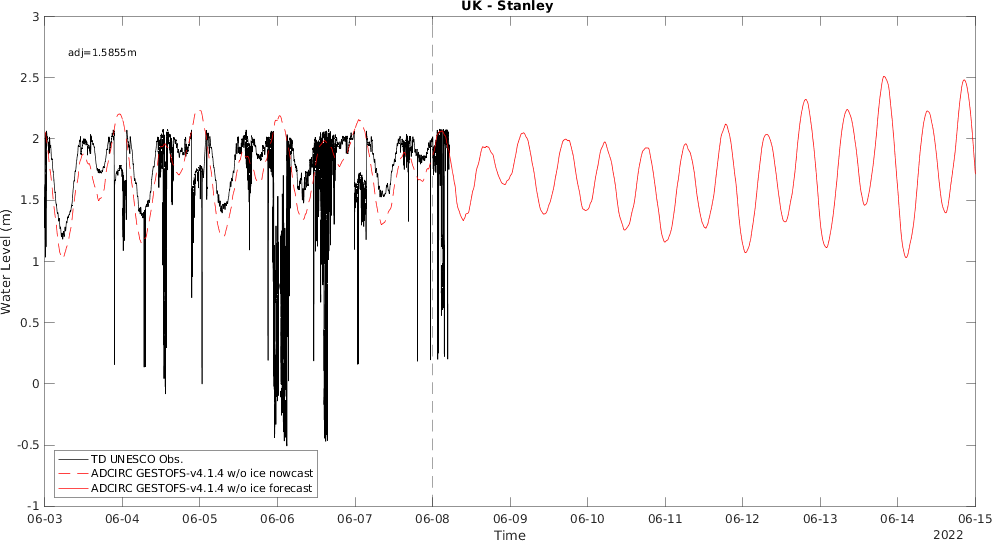 UK - Stanley
adj=1.5855m
3
2.5
2
1.5
1
0.5
0
-0.5
-1
Water Level (m)
TD UNESCO Obs.
ADCIRC GESTOFS-v4.1.4 w/o ice nowcast
ADCIRC GESTOFS-v4.1.4 w/o ice forecast
06-03 06-04 06-05 06-06 06-07 06-08 06-09 06-10 06-11 06-12 06-13 06-14 06-15
Time
2022